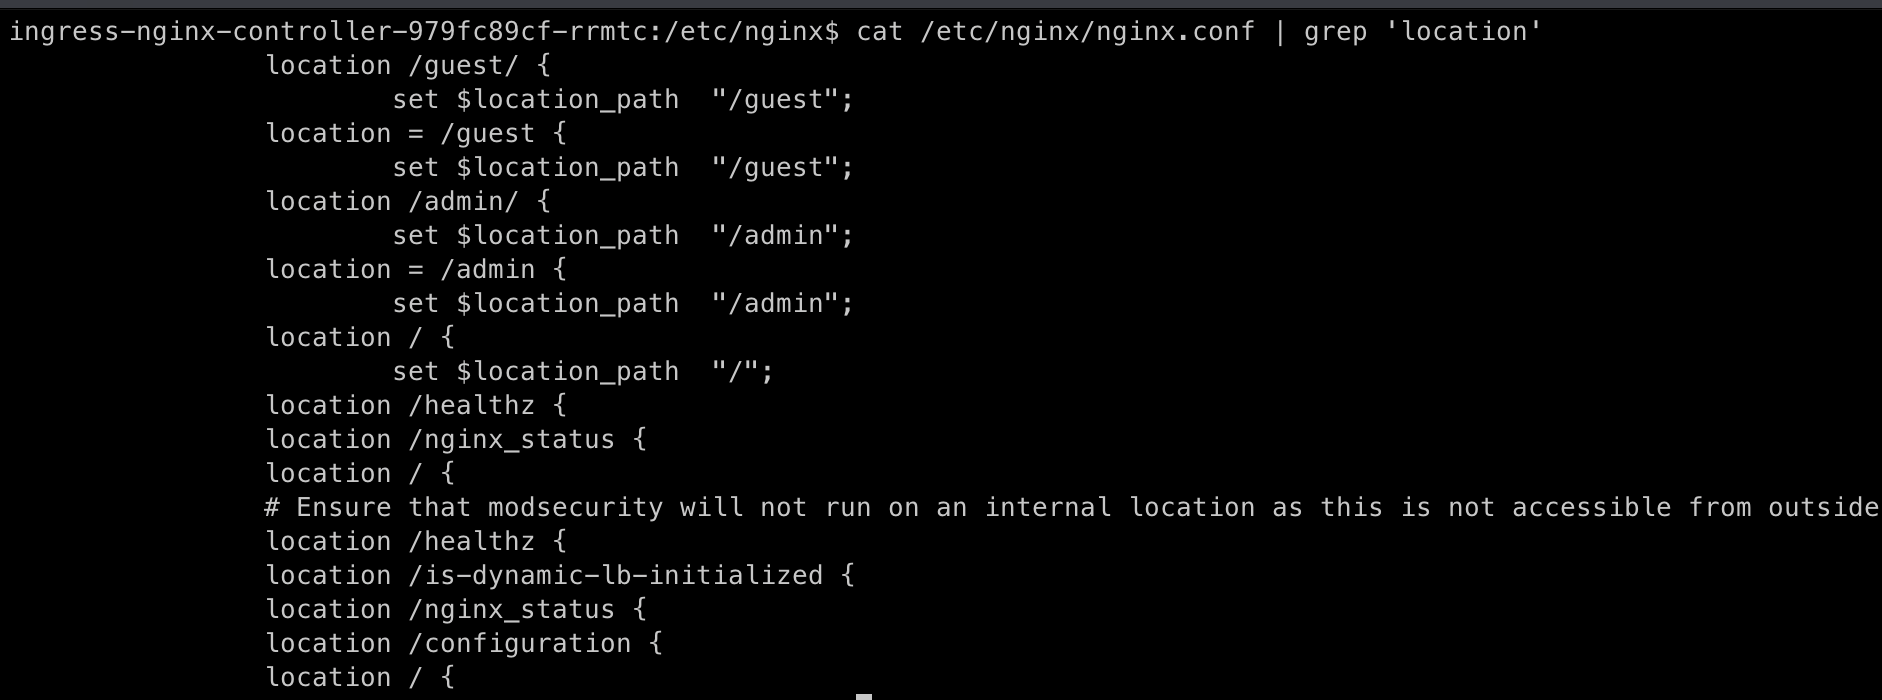 ingress-nginx-controller-979fc89cf-rrmtc:/etc/nginx$ cat /etc/nginx/nginx.conf | grep 'location'
location /guest/ {
set $location_path  "/guest";
location = /guest {
set $location_path  "/guest";
location /admin/ {
set $location_path  "/admin";
location = /admin {
set $location_path  "/admin";
location / {
set $location_path  "/";
location /healthz {
location /nginx_status {
location / {
# Ensure that modsecurity will not run on an internal location as this is not accessible from outside
location /healthz {
location /is-dynamic-lb-initialized {
location /nginx_status {
location /configuration {
location / {